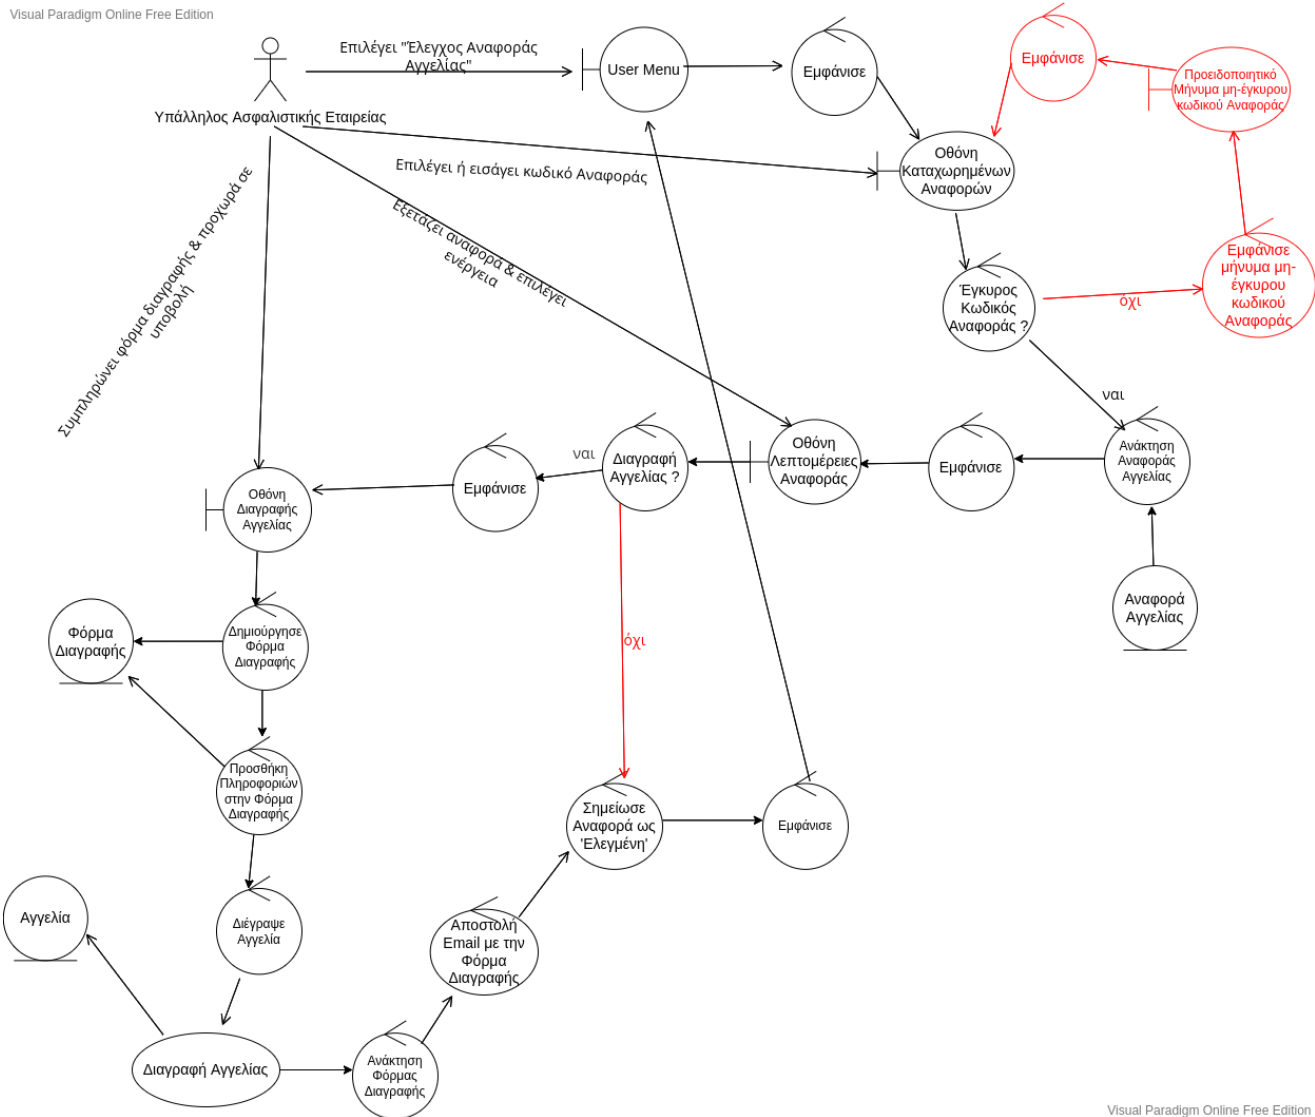 Visual Paradigm Online Free Edition
Επιλέγει "Έλεγχος Αναφοράς
Αγγελίας"
User Menu
Εμφάνισε
Εμφάνισε
Προειδοποιητικό
Μήνυμα μη-έγκυρου
κωδικού Αναφοράς
Υπάλληλος Ασφαλιστικής Εταιρείας
Επιλέγει ή εισάγει κωδικό Αναφοράς
Οθόνη
Καταχωρημένων
Αναφορών
Συμπληρώνει φόρμα διαγραφής & προχωρά σε
υποβολή
Εξετάζει αναφορά & επιλέγει
ενέργεια
Έγκυρος
Κωδικός
Αναφοράς ?
όχι
Εμφάνισε
μήνυμα μη-
έγκυρου
κωδικού
Αναφοράς
ναι
Ανάκτηση
Αναφοράς
Αγγελίας
Εμφάνισε
Οθόνη
Λεπτομέρειες
Αναφοράς
Διαγραφή
Αγγελίας ?
ναι
Εμφάνισε
Οθόνη
Διαγραφής
Αγγελίας
Αναφορά
Αγγελίας
όχι
Φόρμα
Διαγραφής
Δημιούργησε
Φόρμα
Διαγραφής
Προσθήκη
Πληροφοριών
στην Φόρμα
Διαγραφής
Σημείωσε
Αναφορά ως
'Ελεγμένη'
Εμφάνισε
Αγγελία
Διέγραψε
Αγγελία
Αποστολή
Email με την
Φόρμα
Διαγραφής
Διαγραφή Αγγελίας
Ανάκτηση
Φόρμας
Διαγραφής
Visual Paradigm Online Free Edition